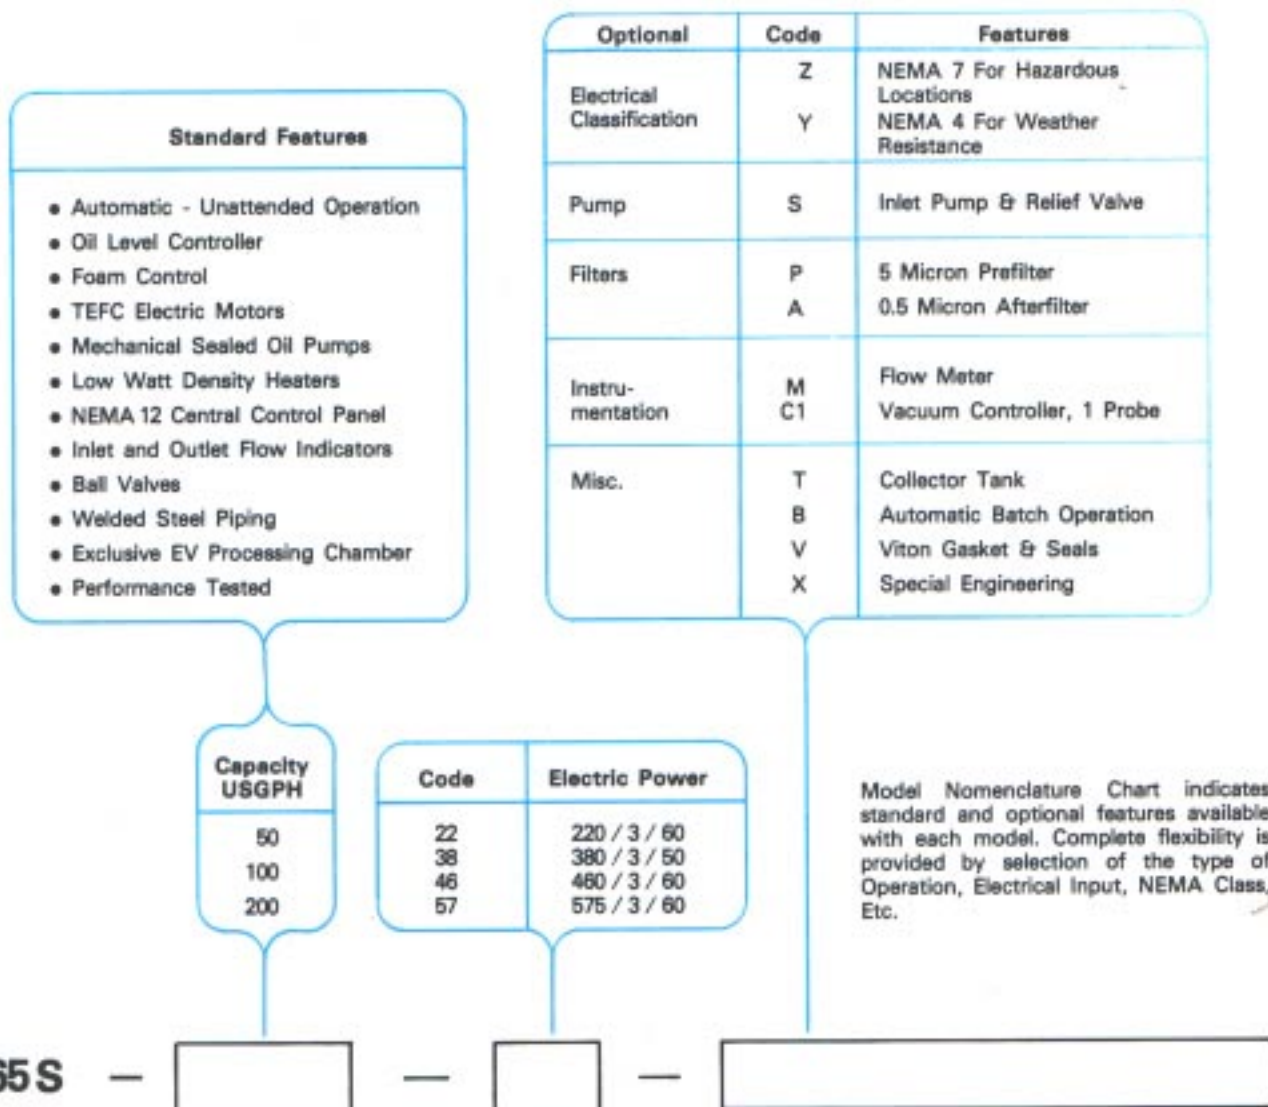 Standard Features
● Automatic - Unattended Operation
● Oil Level Controller
● Foam Control
● TEFC Electric Motors
● Mechanical Sealed Oil Pumps
● Low Watt Density Heaters
● NEMA 12 Central Control Panel
● Inlet and Outlet Flow Indicators
● Ball Valves
● Welded Steel Piping
● Exclusive EV Processing Chamber
● Performance Tested
Optional Code Features
Electrical
Classification
Z NEMA 7 For Hazardous
Locations
Y NEMA 4 For Weather
Resistance
Pump S Inlet Pump & Relief Valve
Filters P 5 Micron Prefilter
A 0.5 Micron Afterfilter
Instru-
mentation
M Flow Meter
C1 Vacuum Controller, 1 Probe
Misc. T Collector Tank
B Automatic Batch Operation
V Viton Gasket & Seals
X Special Engineering
Capacity
USGPH
50
100
200
Code Electric Power
22 220 / 3 / 60
38 380 / 3 / 50
46 460 / 3 / 60
57 575 / 3 / 60
Model Nomenclature Chart indicates
standard and optional features available
with each model. Complete flexibility is
provided by selection of the type of
Operation, Electrical Input, NEMA Class,
Etc.
65 S — — —